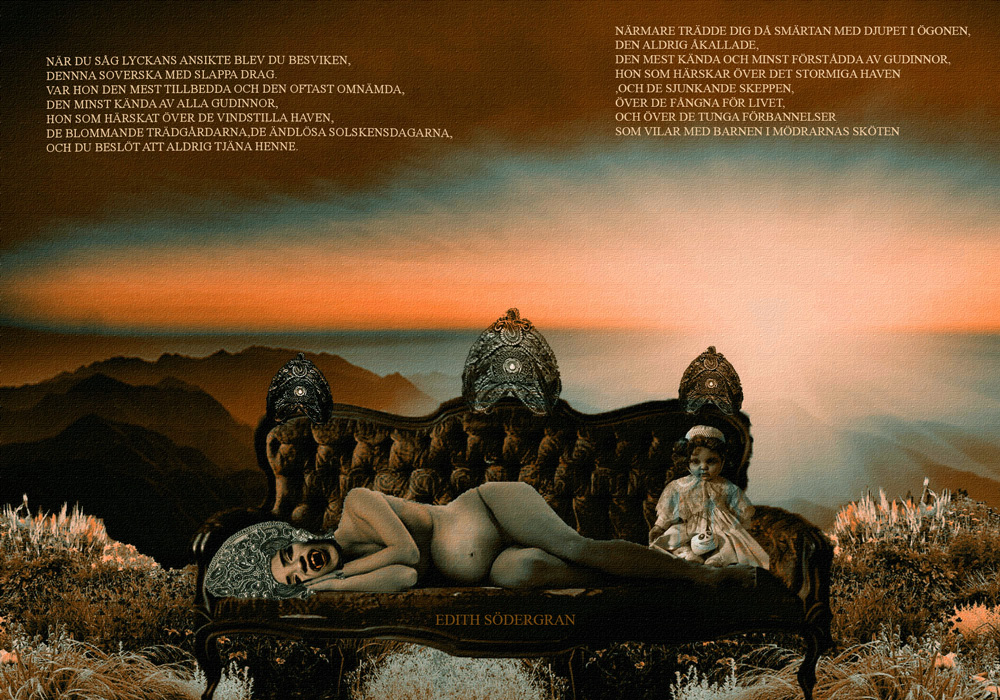 NÄR DU SÅG LYCKANS ANSIKTE BLEV DU BESVIKEN,
DENNNA SOVERSKA MED SLAPPA DRAG.
VAR HON DEN MEST TILLBEDDA OCH DEN OFTAST OMNÄMDA,
DEN MINST KÄNDA AV ALLA GUDINNOR,
HON SOM HÄRSKAT ÖVER DE VINDSTILLA HAVEN,
DE BLOMMANDE TRÄDGÅRDARNA,DE ÄNDLÖSA SOLSKENSDAGARNA,
OCH DU BESLÖT ATT ALDRIG TJÄNA HENNE.
NÄRMARE TRÄDDE DIG DÅ SMÄRTAN MED DJUPET I ÖGONEN,
DEN ALDRIG ÅKALLADE,
DEN MEST KÄNDA OCH MINST FÖRSTÅDDA AV GUDINNOR,
HON SOM HÄRSKAR ÖVER DET STORMIGA HAVEN
,OCH DE SJUNKANDE SKEPPEN,
ÖVER DE FÅNGNA FÖR LIVET,
OCH ÖVER DE TUNGA FÖRBANNELSER
SOM VILAR MED BARNEN I MÖDRARNAS SKÖTEN
EDITH SÖDERGRAN